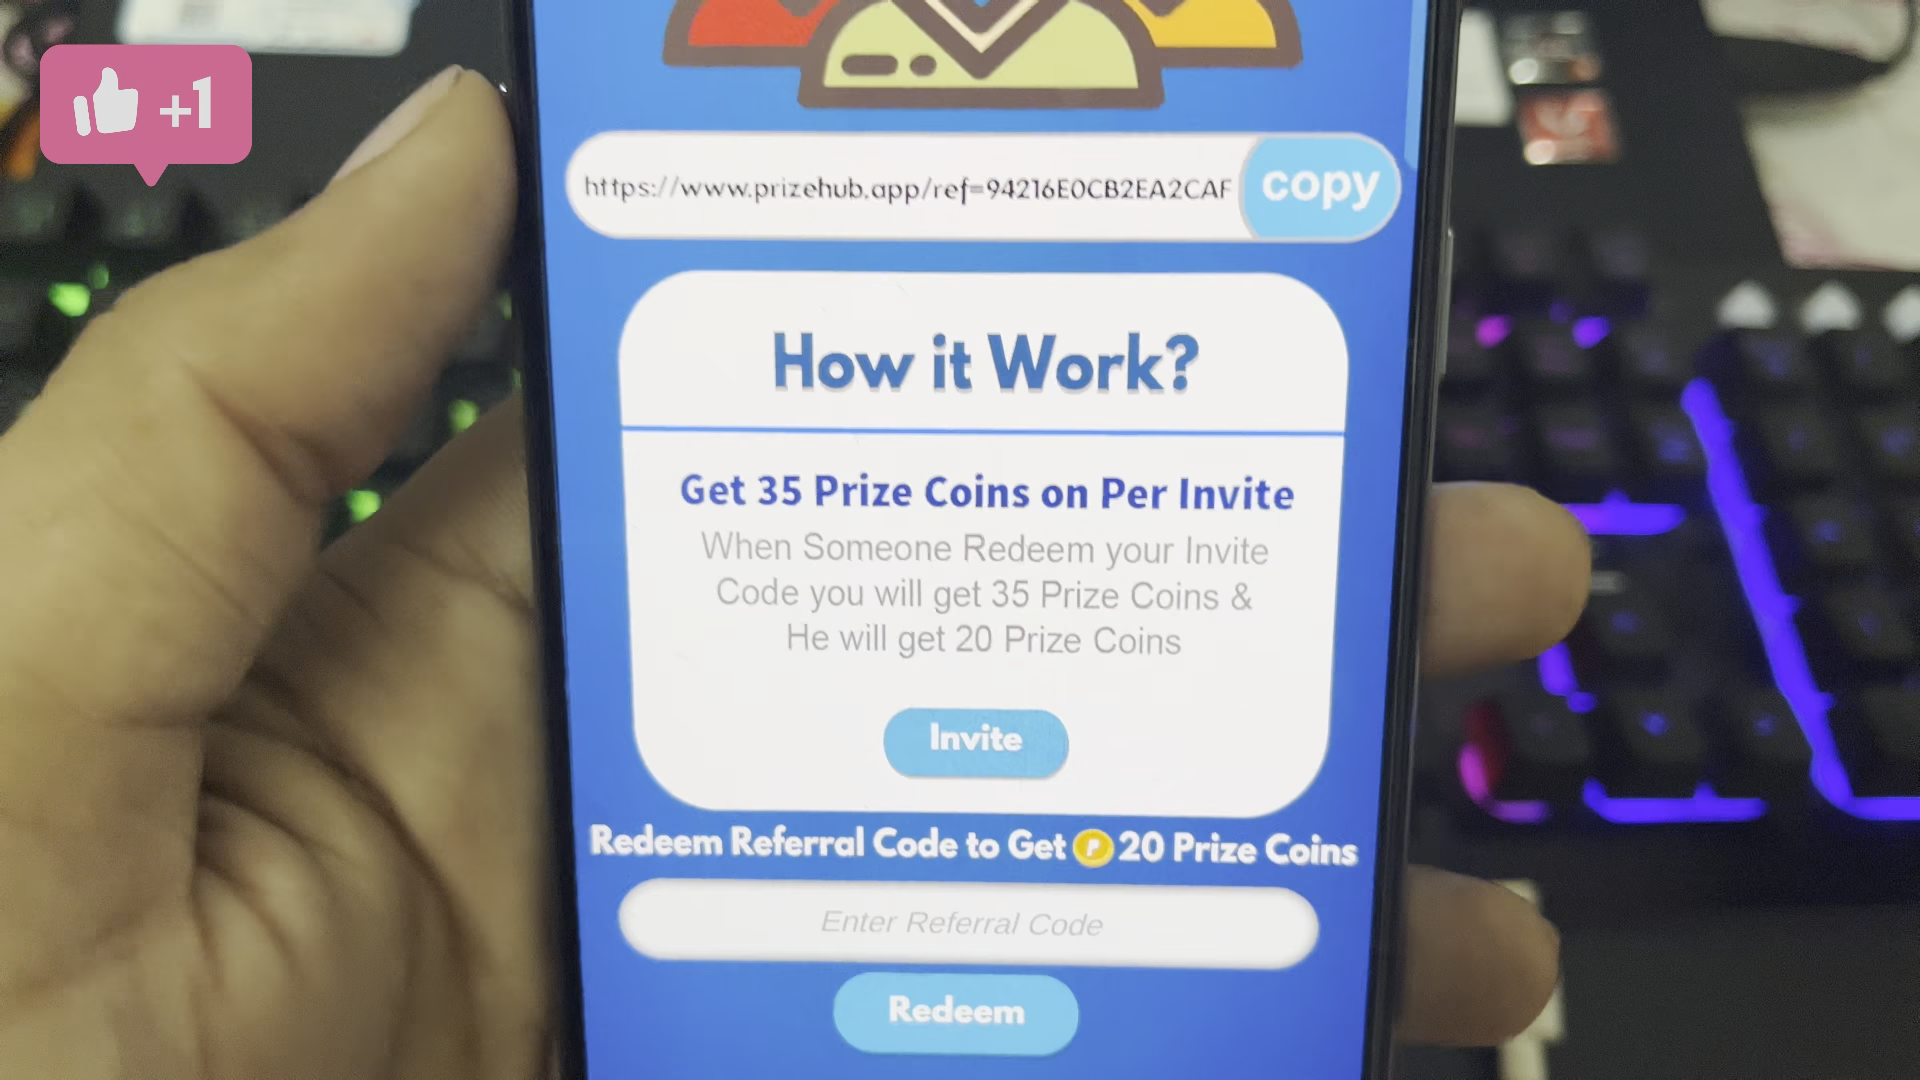 +1
https://www.prizehub.app/ref=94216E0CB2EA2CAF
copy
How it Work?
Get 35 Prize Coins on Per Invite
When Someone Redeem your Invite
Code you will get 35 Prize Coins &
He will get 20 Prize Coins
Invite
Redeem Referral Code to Get P 20 Prize Coins
Enter Referral Code
Redeem